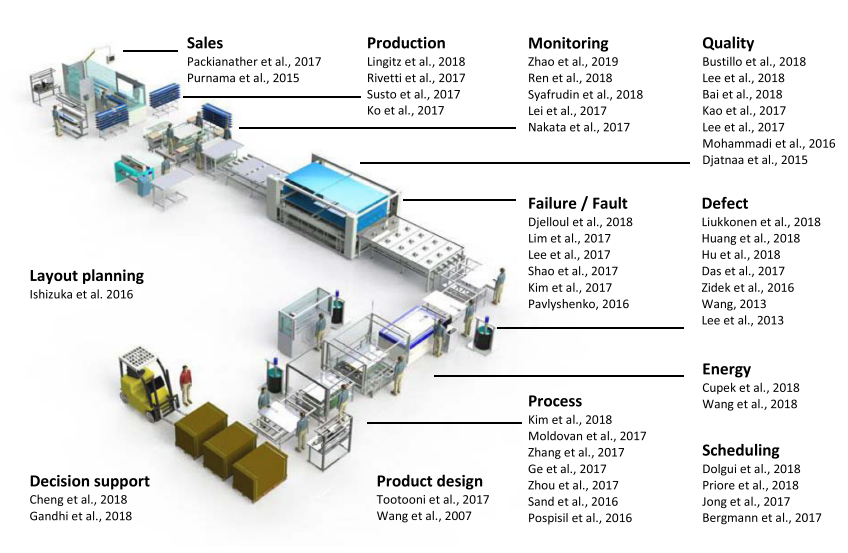 Sales
Packianather et al., 2017
Purnama et al., 2015
Production
Lingitz et al., 2018
Rivetti et al., 2017
Susto et al., 2017
Ko et al., 2017
Monitoring
Zhao et al., 2019
Ren et al., 2018
Syafrudin et al., 2018
Lei et al., 2017
Nakata et al., 2017
Quality
Bustillo et al., 2018
Lee et al., 2018
Bai et al., 2018
Kao et al., 2017
Lee et al., 2017
Mohammadi et al., 2016
Djatnaa et al., 2015
Failure / Fault
Djelloul et al., 2018
Lim et al., 2017
Lee et al., 2017
Shao et al., 2017
Kim et al., 2017
Pavlyshenko, 2016
Defect
Liukkonen et al., 2018
Huang et al., 2018
Hu et al., 2018
Das et al., 2017
Zidek et al., 2016
Wang, 2013
Lee et al., 2013
Layout planning
Ishizuka et al. 2016
Energy
Cupek et al., 2018
Wang et al., 2018
Process
Kim et al., 2018
Moldovan et al., 2017
Zhang et al., 2017
Ge et al., 2017
Zhou et al., 2017
Sand et al., 2016
Pospisil et al., 2016
Scheduling
Dolgui et al., 2018
Priore et al., 2018
Jong et al., 2017
Bergmann et al., 2017
Decision support
Cheng et al., 2018
Gandhi et al., 2018
Product design
Tootooni et al., 2017
Wang et al., 2007